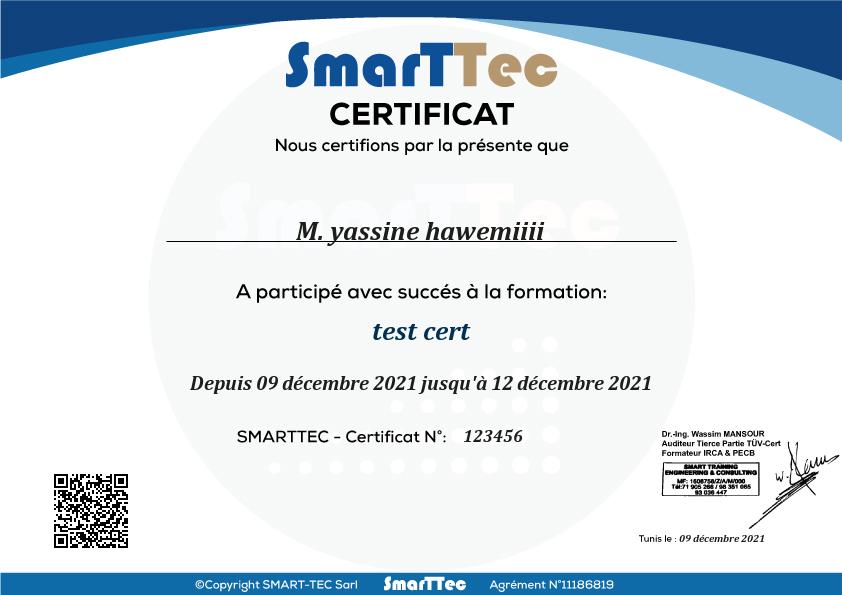 SmarTTec
CERTIFICAT
Nous certifions par la présente que
SmarTTec
M. yassine hawemiiii
A participé avec succés à la formation:
test cert
Depuis 09 décembre 2021 jusqu'à 12 décembre 2021
SMARTTEC - Certificat N°: 123456
Dr.-Ing. Wassim MANSOUR
Auditeur Tierce Partie TÜV-Cert
Formateur IRCA & PECB
SMART TRAINING
ENGINEERING & CONSULTING
MF: 1608758/Z/A/M/000
Tél:71 905 266 / 98 351 065
93 036 447
Tunis le : 09 décembre 2021
©Copyright SMART-TEC Sarl SmarTTec Agrément N°11186819